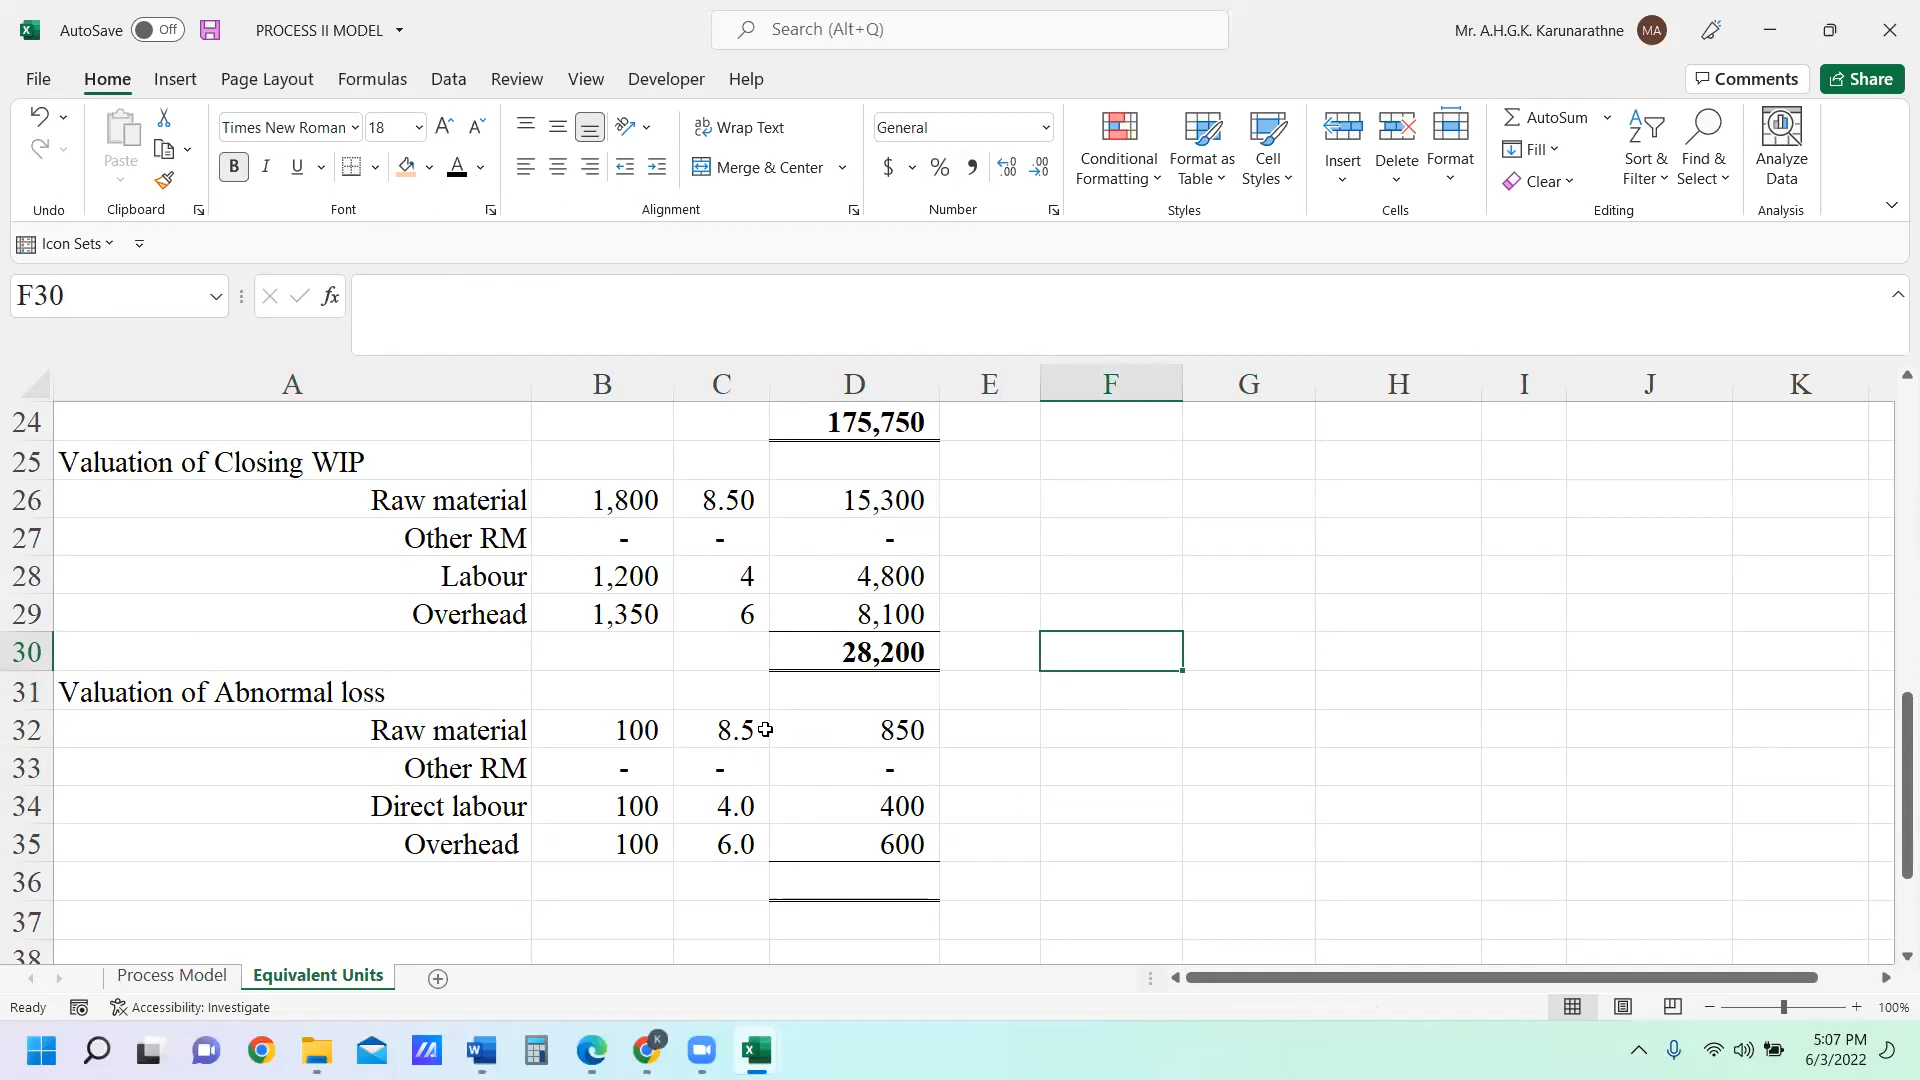 AutoSave Off PROCESS II MODEL Search (Alt+Q) Mr. A.H.G.K. Karunarathne MA
File Home Insert Page Layout Formulas Data Review View Developer Help Comments Share
Times New Roman 18 Wrap Text General AutoSum
Paste B I U Merge & Center $ % Conditional Formatting Format as Table Cell Styles Insert Delete Format Fill Clear Sort & Filter Find & Select Analyze Data
Undo Clipboard Font Alignment Number Styles Cells Editing Analysis
Icon Sets
F30 fx
A B C D E F G H I J K
24 175,750
25 Valuation of Closing WIP
26 Raw material 1,800 8.50 15,300
27 Other RM - - -
28 Labour 1,200 4 4,800
29 Overhead 1,350 6 8,100
30 28,200
31 Valuation of Abnormal loss
32 Raw material 100 8.5 850
33 Other RM - - -
34 Direct labour 100 4.0 400
35 Overhead 100 6.0 600
36
37
38
Process Model Equivalent Units
Ready Accessibility: Investigate 100%
5:07 PM
6/3/2022